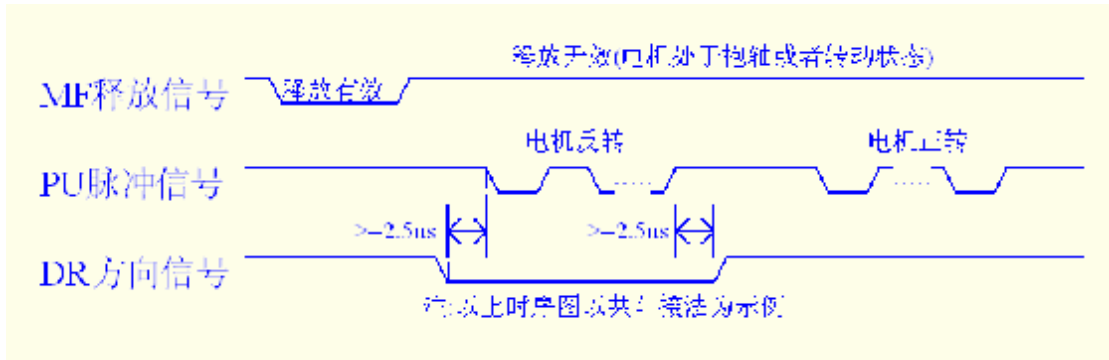 释放无效(电机处于抱轴或者转动状态)
MF释放信号
释放有效
电机反转
电机正转
PU脉冲信号
>=2.5us
>=2.5us
DR方向信号
注:以上时序图以共阳接法为示例